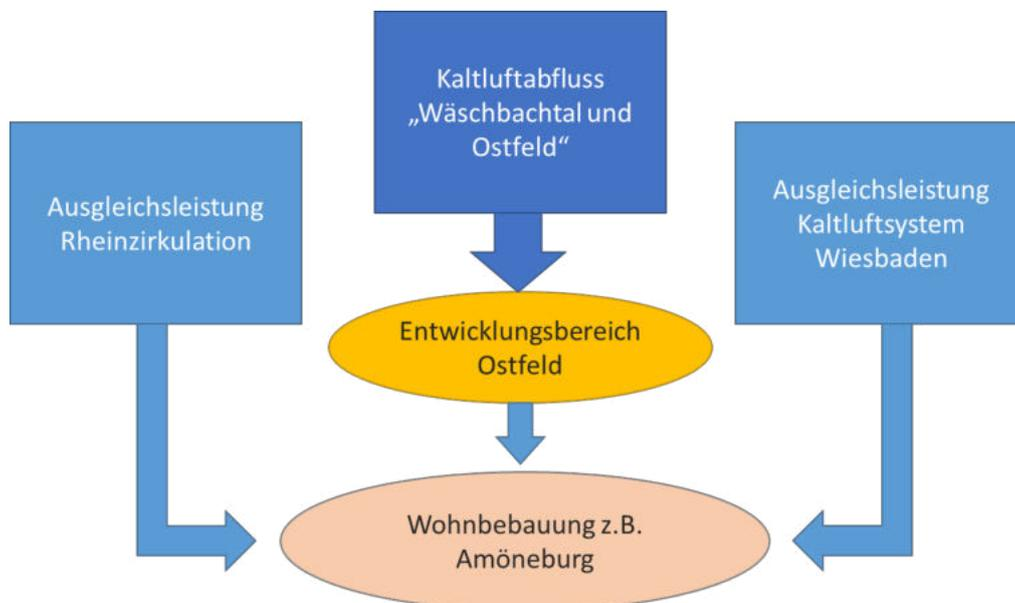 Kaltluftabfluss
„Wäschbachtal und
Ostfeld“
Ausgleichsleistung
Rheinzirkulation
Ausgleichsleistung
Kaltluftsystem
Wiesbaden
Entwicklungsbereich
Ostfeld
Wohnbebauung z.B.
Amöneburg